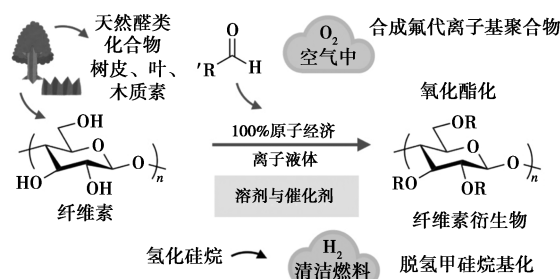 天然醛类
化合物
树皮、叶、
木质素
O
'R
H
O₂
空气中
合成氟代离子基聚合物
氧化酯化
OH
O
O
HO
OH
n
纤维素
100%原子经济
离子液体
溶剂与催化剂
OR
O
O
RO
OR
n
纤维素衍生物
氢化硅烷
H₂
清洁燃料
脱氢甲硅烷基化